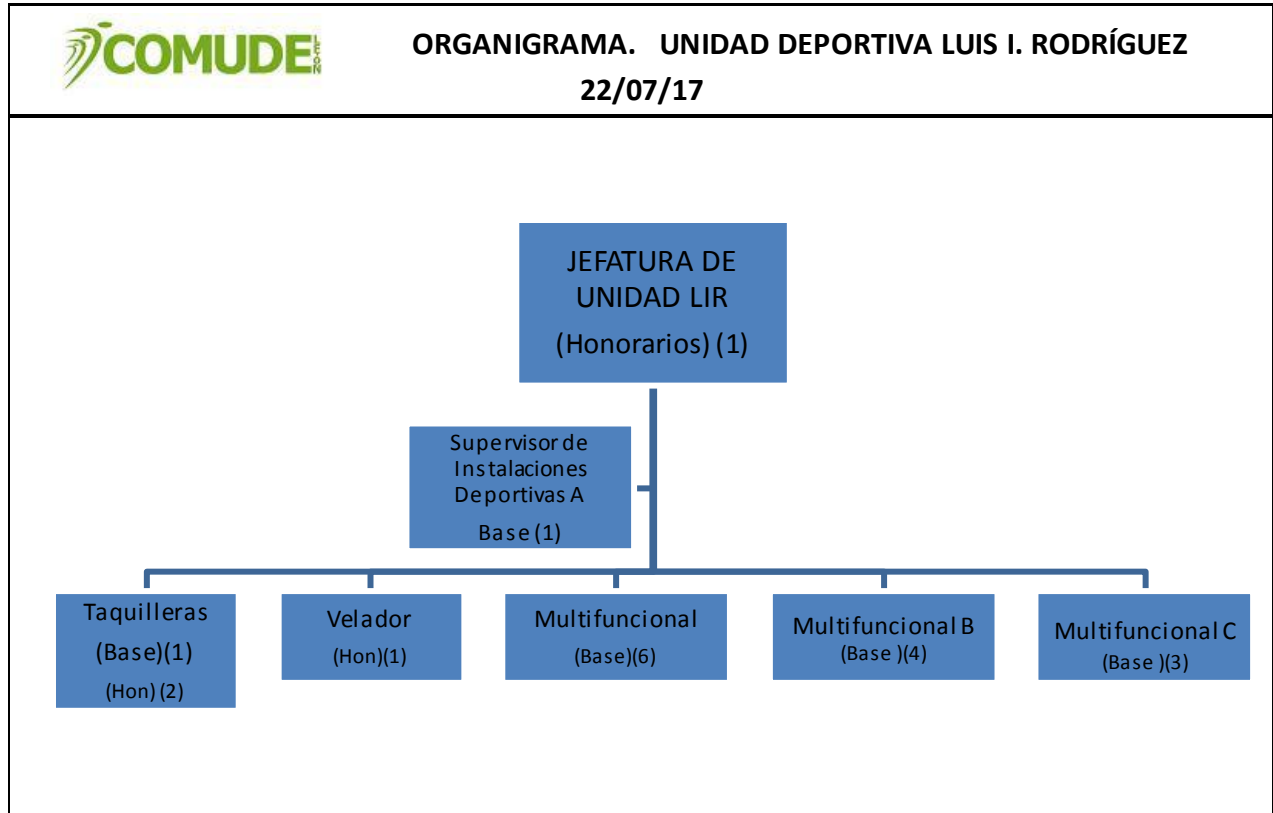 COMUDE LEON
ORGANIGRAMA. UNIDAD DEPORTIVA LUIS I. RODRÍGUEZ
22/07/17
JEFATURA DE
UNIDAD LIR
(Honorarios) (1)
Supervisor de
Instalaciones
Deportivas A
Base (1)
Taquilleras
(Base)(1)
(Hon) (2)
Velador
(Hon)(1)
Multifuncional
(Base)(6)
Multifuncional B
(Base )(4)
Multifuncional C
(Base )(3)